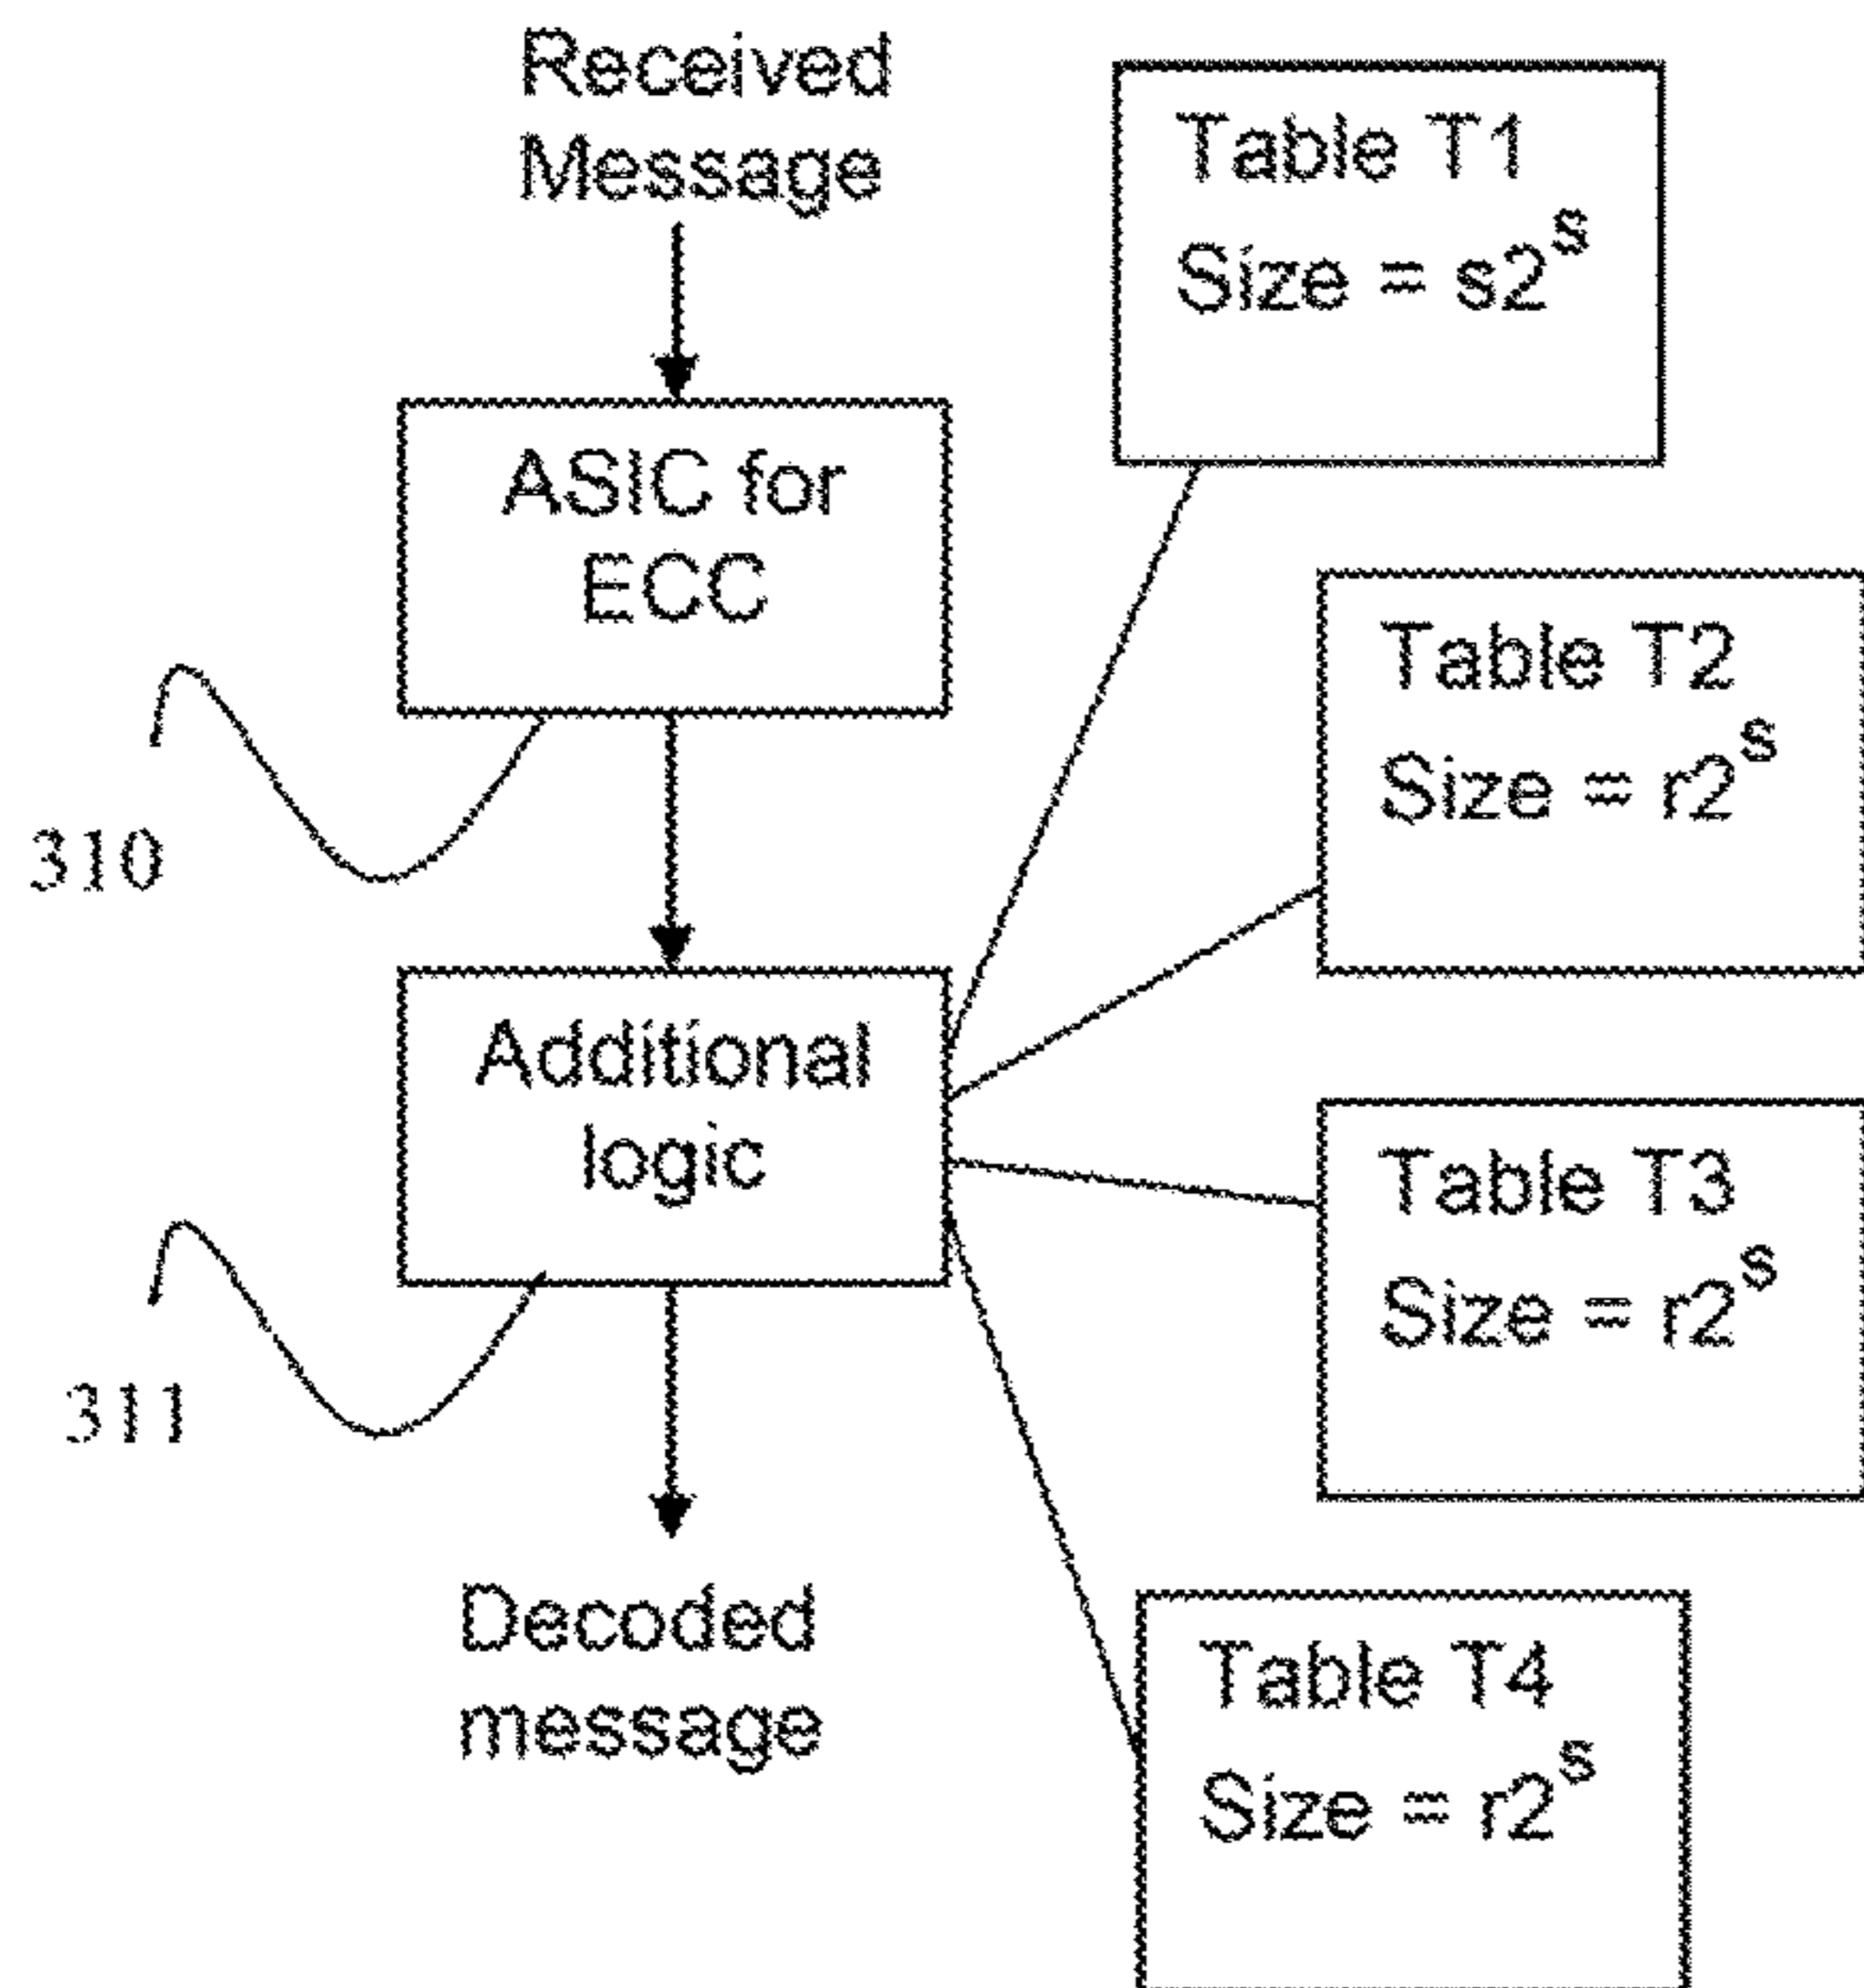 Received
Message
ASIC for
ECC
310
Additional
logic
311
Decoded
message
Table T1
Size = s2^s
Table T2
Size = r2^s
Table T3
Size = r2^s
Table T4
Size = r2^s